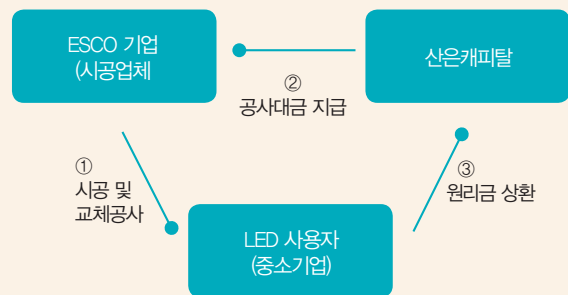 ESCO 기업
(시공업체
산은캐피탈
②
공사대금 지급
①
시공 및
교체공사
③
원리금 상환
LED 사용자
(중소기업)